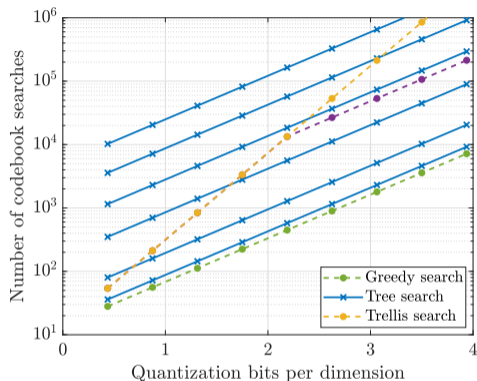 Number of codebook searches
10^6
10^5
10^4
10^3
10^2
10^1
0 1 2 3 4
Quantization bits per dimension
Greedy search
Tree search
Trellis search